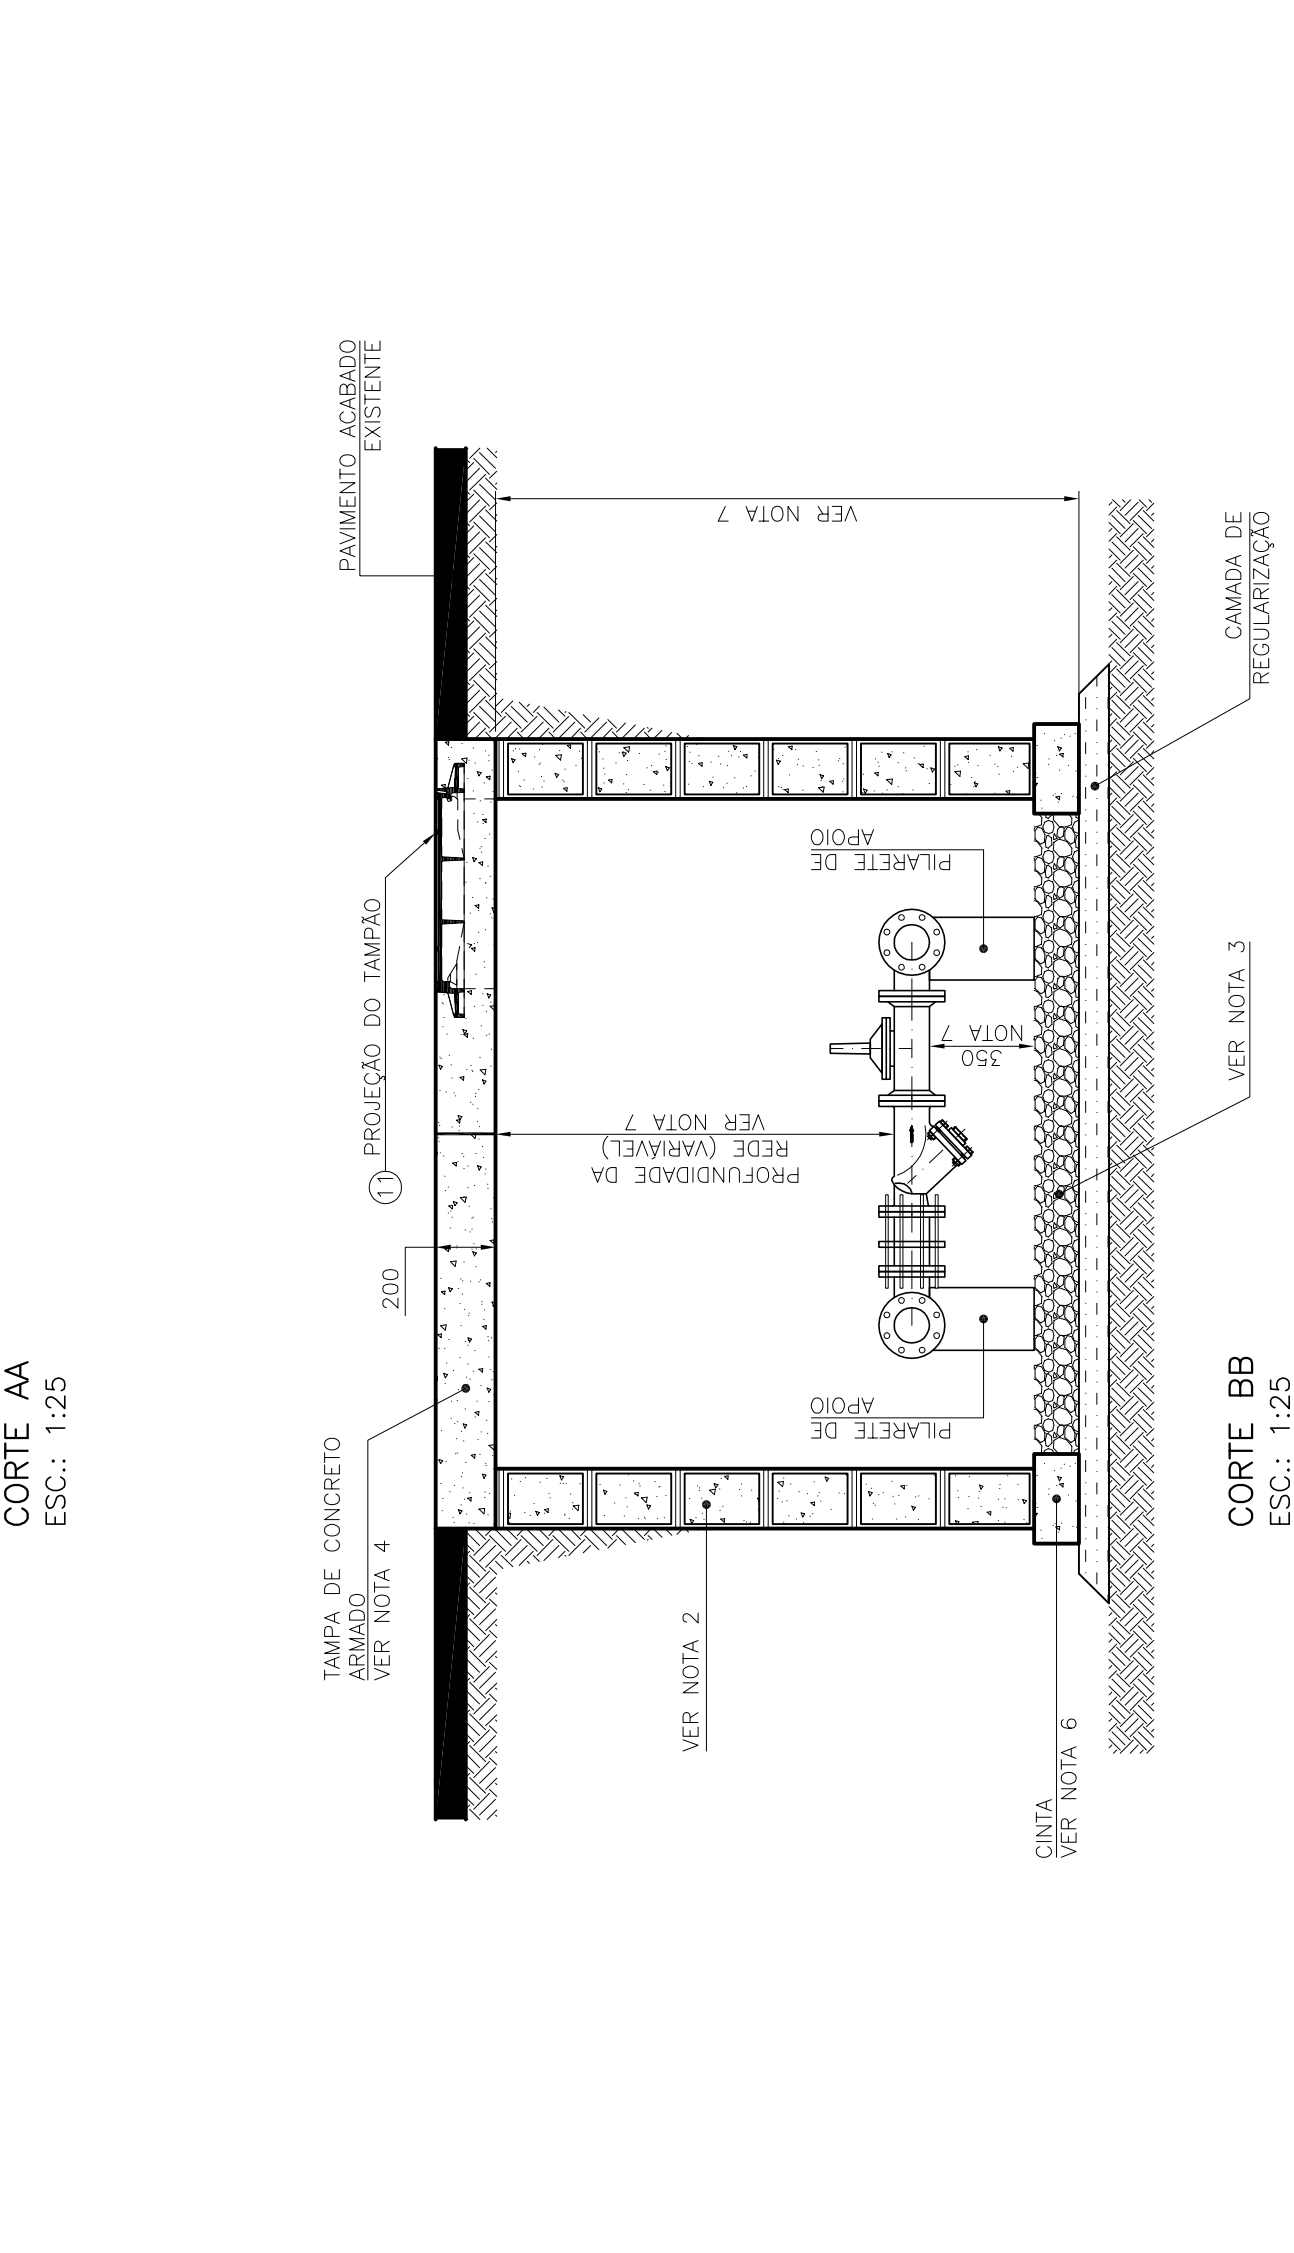 CORTE AA
ESC.: 1:25
PAVIMENTO ACABADO
EXISTENTE
PROJEÇÃO DO TAMPÃO
11
200
TAMPA DE CONCRETO
ARMADO
VER NOTA 4
VER NOTA 7
PROFUNDIDADE DA
REDE (VARIÁVEL)
VER NOTA 7
PILARETE DE
APOIO
PILARETE DE
APOIO
350
NOTA 7
VER NOTA 2
CINTA
VER NOTA 6
CAMADA DE
REGULARIZAÇÃO
VER NOTA 3
CORTE BB
ESC.: 1:25